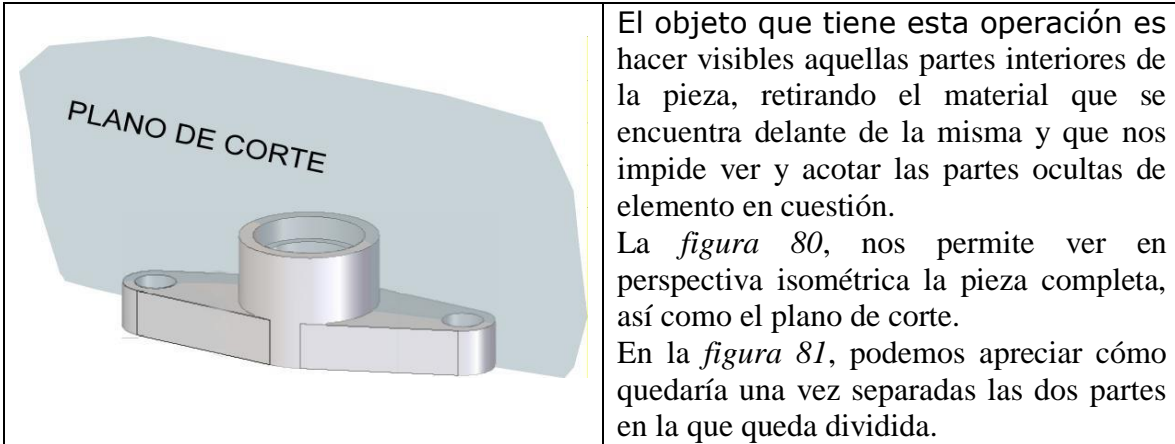 PLANO DE CORTE
El objeto que tiene esta operación es
hacer visibles aquellas partes interiores de
la pieza, retirando el material que se
encuentra delante de la misma y que nos
impide ver y acotar las partes ocultas de
elemento en cuestión.
La figura 80, nos permite ver en
perspectiva isométrica la pieza completa,
así como el plano de corte.
En la figura 81, podemos apreciar cómo
quedaría una vez separadas las dos partes
en la que queda dividida.